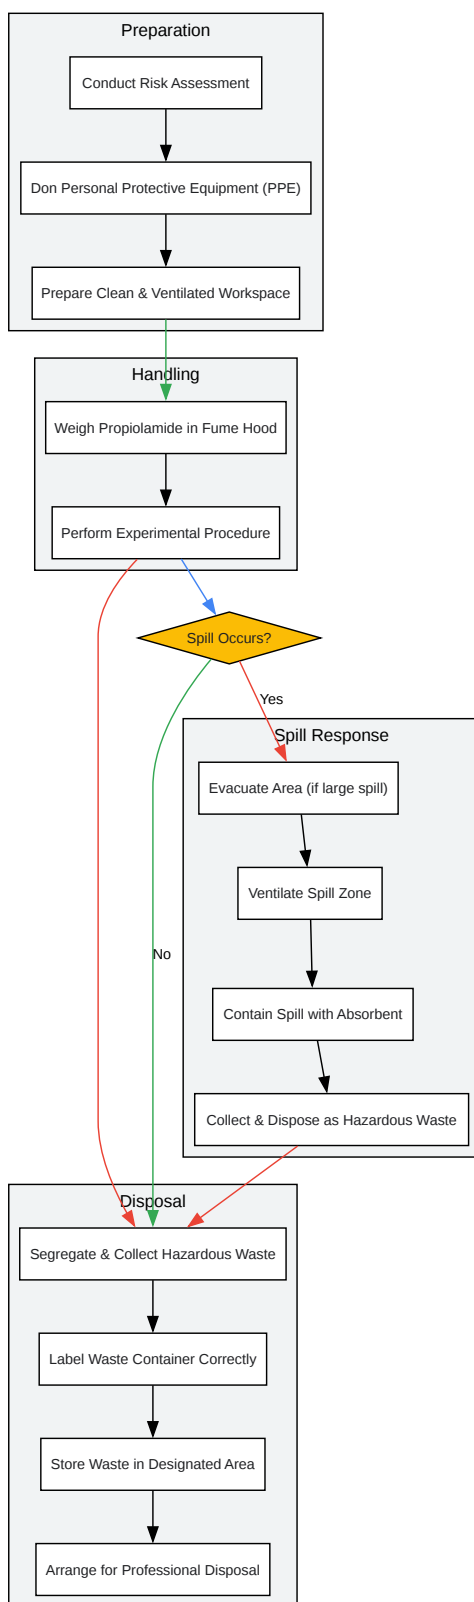 Preparation
Conduct Risk Assessment
Don Personal Protective Equipment (PPE)
Prepare Clean & Ventilated Workspace
Handling
Weigh Propiolamide in Fume Hood
Perform Experimental Procedure
Spill Occurs?
Yes
Spill Response
Evacuate Area (if large spill)
Ventilate Spill Zone
No
Contain Spill with Absorbent
Collect & Dispose as Hazardous Waste
Disposal
Segregate & Collect Hazardous Waste
Label Waste Container Correctly
Store Waste in Designated Area
Arrange for Professional Disposal